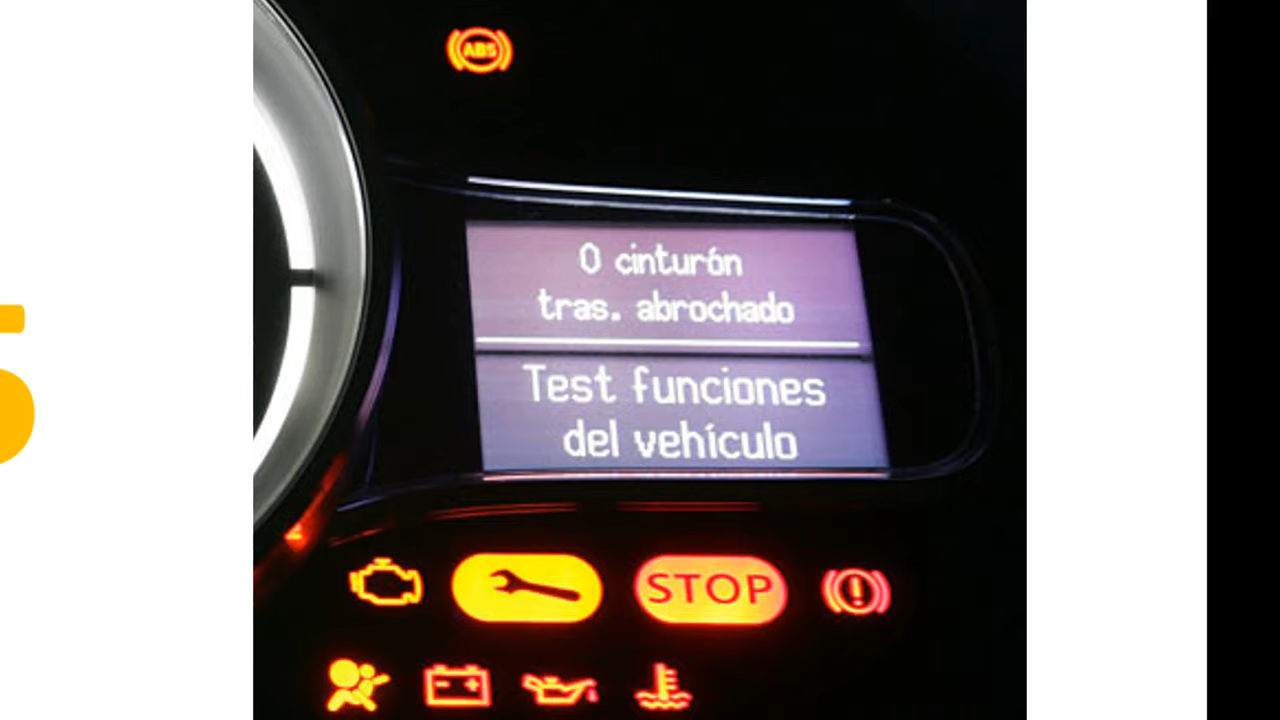 ABS
0 cinturón
tras. abrochado
Test funciones
del vehículo
STOP